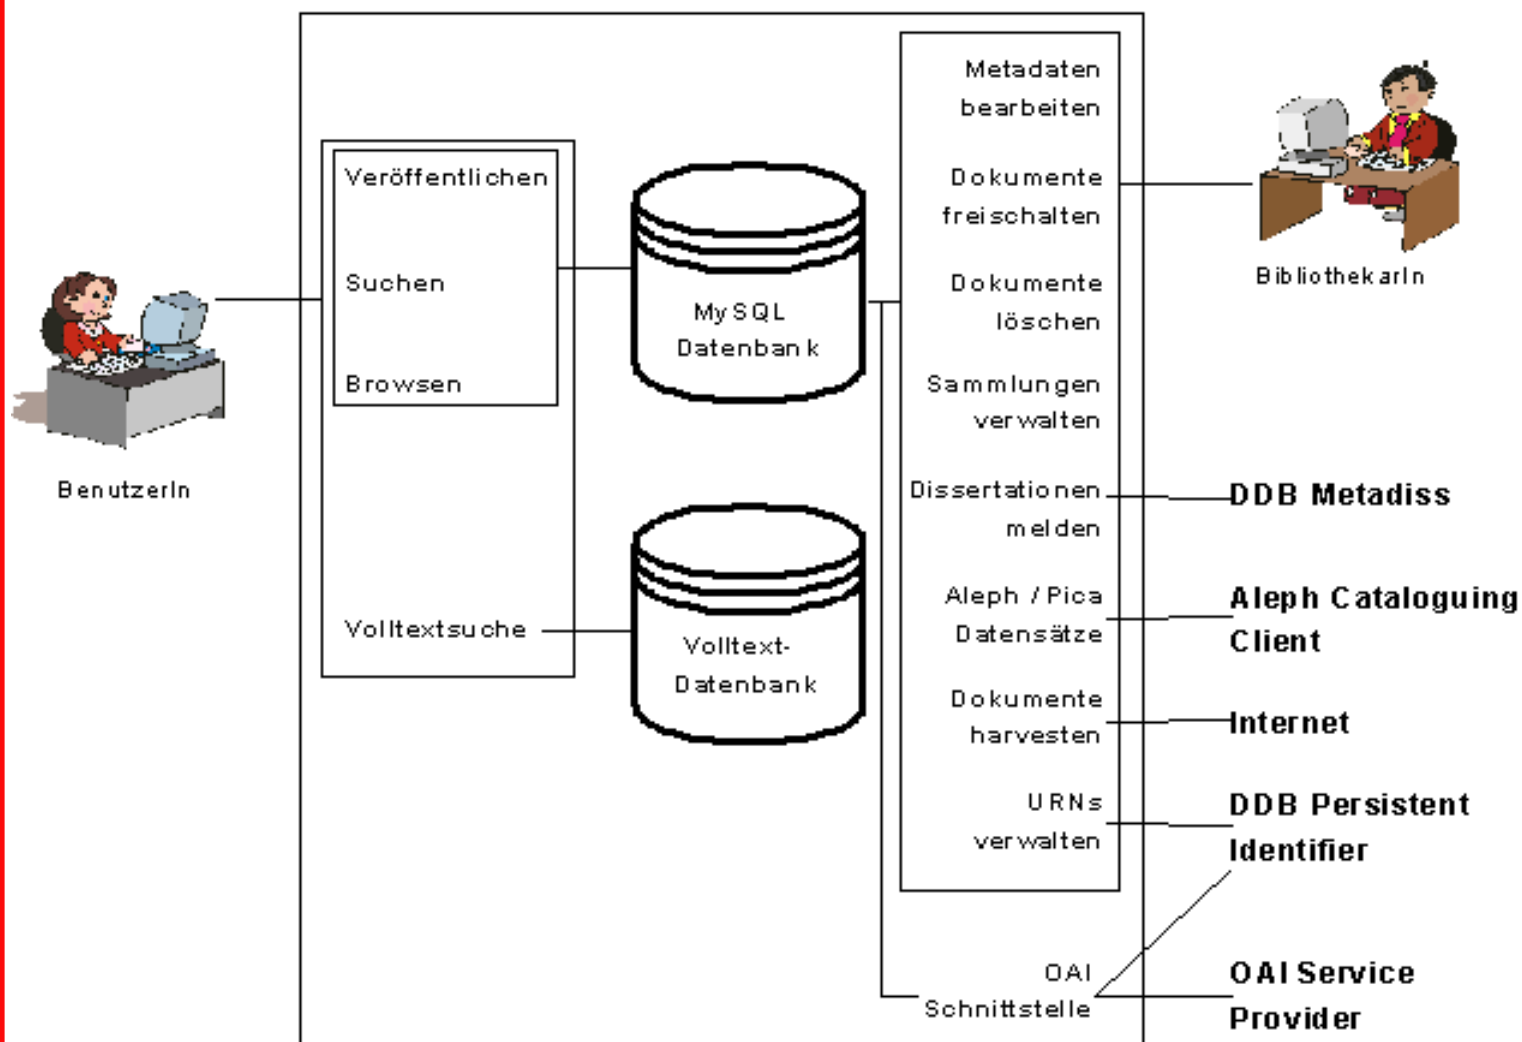 Metadaten
bearbeiten
Veröffentlichen
Dokumente
freischalten
BibliothekarIn
Suchen
Dokumente
löschen
MySQL
Datenbank
Browsen
Sammlungen
verwalten
BenutzerIn
Dissertationen
melden
DDB Metadiss
Aleph / Pica
Datensätze
Aleph Cataloguing
Client
Volltextsuche
Volltext-
Datenbank
Dokumente
harvesten
Internet
URNs
verwalten
DDB Persistent
Identifier
OAI
Schnittstelle
OAI Service
Provider